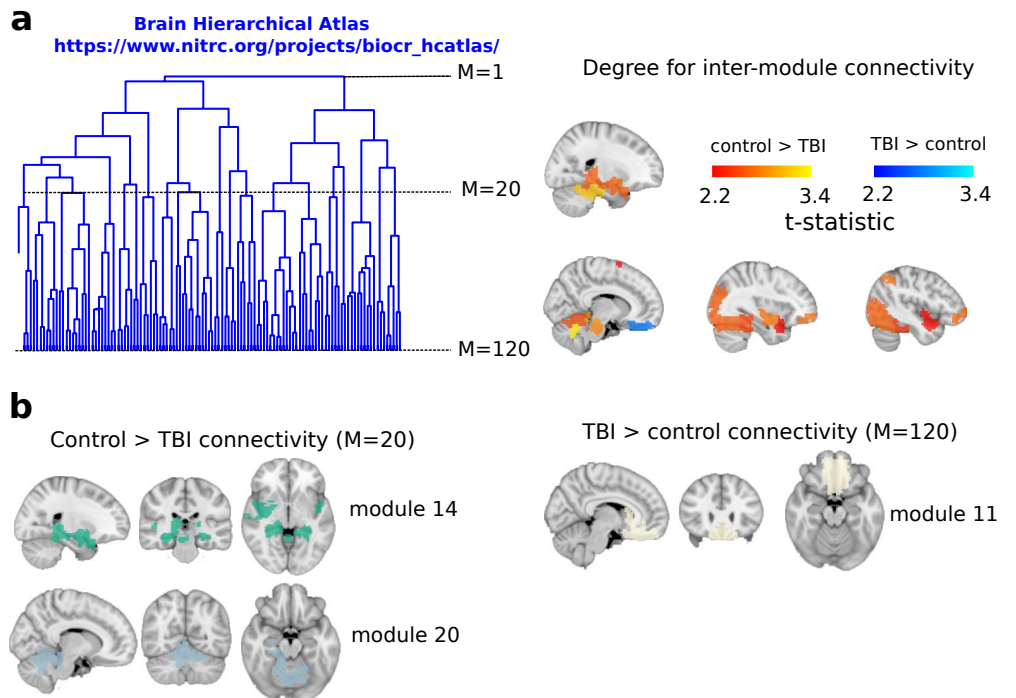 a
Brain Hierarchical Atlas
https://www.nitrc.org/projects/biocr_hcatlas/
M=1
M=20
M=120
Degree for inter-module connectivity
control > TBI
TBI > control
2.2
3.4
2.2
3.4
t-statistic
b
Control > TBI connectivity (M=20)
module 14
module 20
TBI > control connectivity (M=120)
module 11